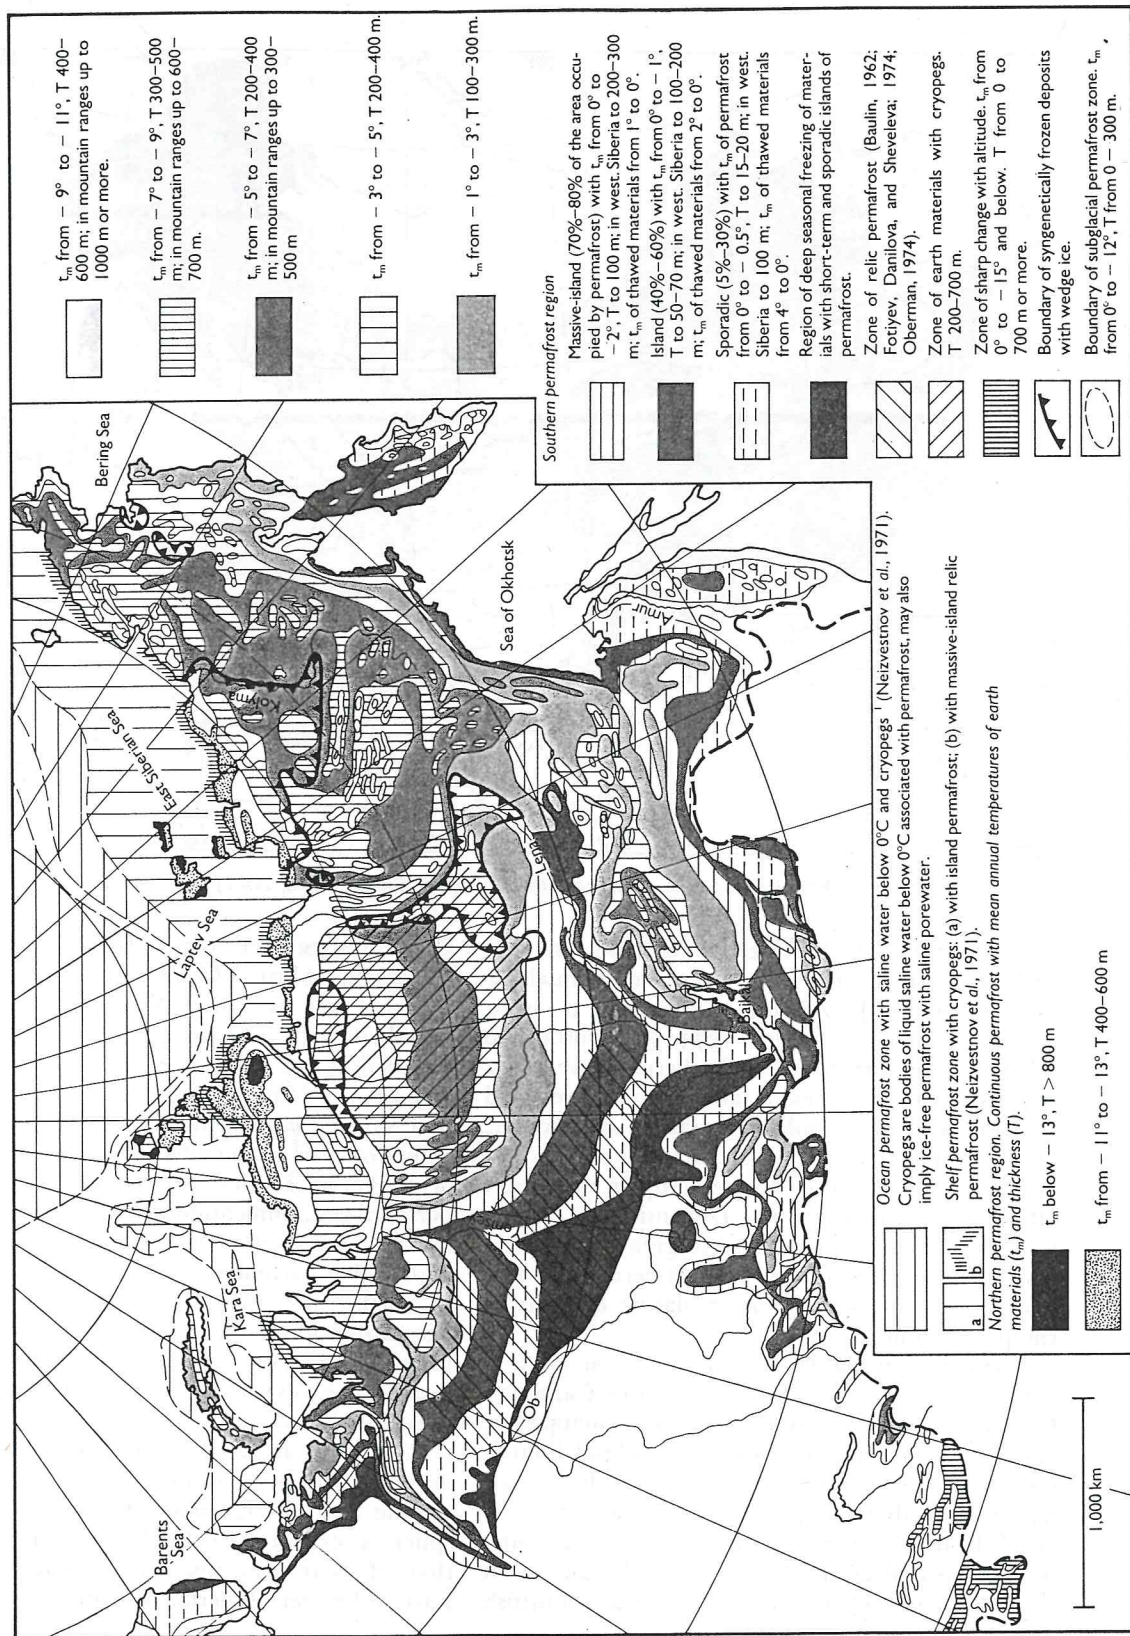 Barents
Sea
Kara Sea
Laptev Sea
East Siberian Sea
Bering Sea
Kolyma
Sea of Okhotsk
Lena
Amur
Baikal
Ob
1,000 km
Ocean permafrost zone with saline water below 0°C and cryopegs ¹ (Neizvestnov et al., 1971).
Cryopegs are bodies of liquid saline water below 0°C associated with permafrost, may also
imply ice-free permafrost with saline porewater.
a
b
Shelf permafrost zone with cryopegs: (a) with island permafrost; (b) with massive-island relic
permafrost (Neizvestnov et al., 1971).
Northern permafrost region. Continuous permafrost with mean annual temperatures of earth
materials (tm) and thickness (T).
tm below − 13°, T > 800 m
tm from − 11° to − 13°, T 400–600 m
tm from − 9° to − 11°, T 400–
600 m; in mountain ranges up to
1000 m or more.
tm from − 7° to − 9°, T 300–500
m; in mountain ranges up to 600–
700 m.
tm from − 5° to − 7°, T 200–400
m; in mountain ranges up to 300–
500 m
tm from − 3° to − 5°, T 200–400 m.
tm from − 1° to − 3°, T 100–300 m.
Southern permafrost region
Massive-island (70%–80% of the area occu-
pied by permafrost) with tm from 0° to
− 2°, T to 100 m; in west. Siberia to 200–300
m; tm of thawed materials from 1° to 0°.
Island (40%–60%) with tm from 0° to − 1°,
T to 50–70 m; in west. Siberia to 100–200
m; tm of thawed materials from 2° to 0°.
Sporadic (5%–30%) with tm of permafrost
from 0° to − 0.5°, T to 15–20 m; in west.
Siberia to 100 m; tm of thawed materials
from 4° to 0°.
Region of deep seasonal freezing of mater-
ials with short-term and sporadic islands of
permafrost.
Zone of relic permafrost (Baulin, 1962;
Fotiyev, Danilova, and Sheveleva; 1974;
Oberman, 1974).
Zone of earth materials with cryopegs.
T 200–700 m.
Zone of sharp change with altitude. tm from
0° to − 15° and below. T from 0 to
700 m or more.
Boundary of syngenetically frozen deposits
with wedge ice.
Boundary of subglacial permafrost zone. tm
from 0° to − 12°, T from 0 – 300 m.